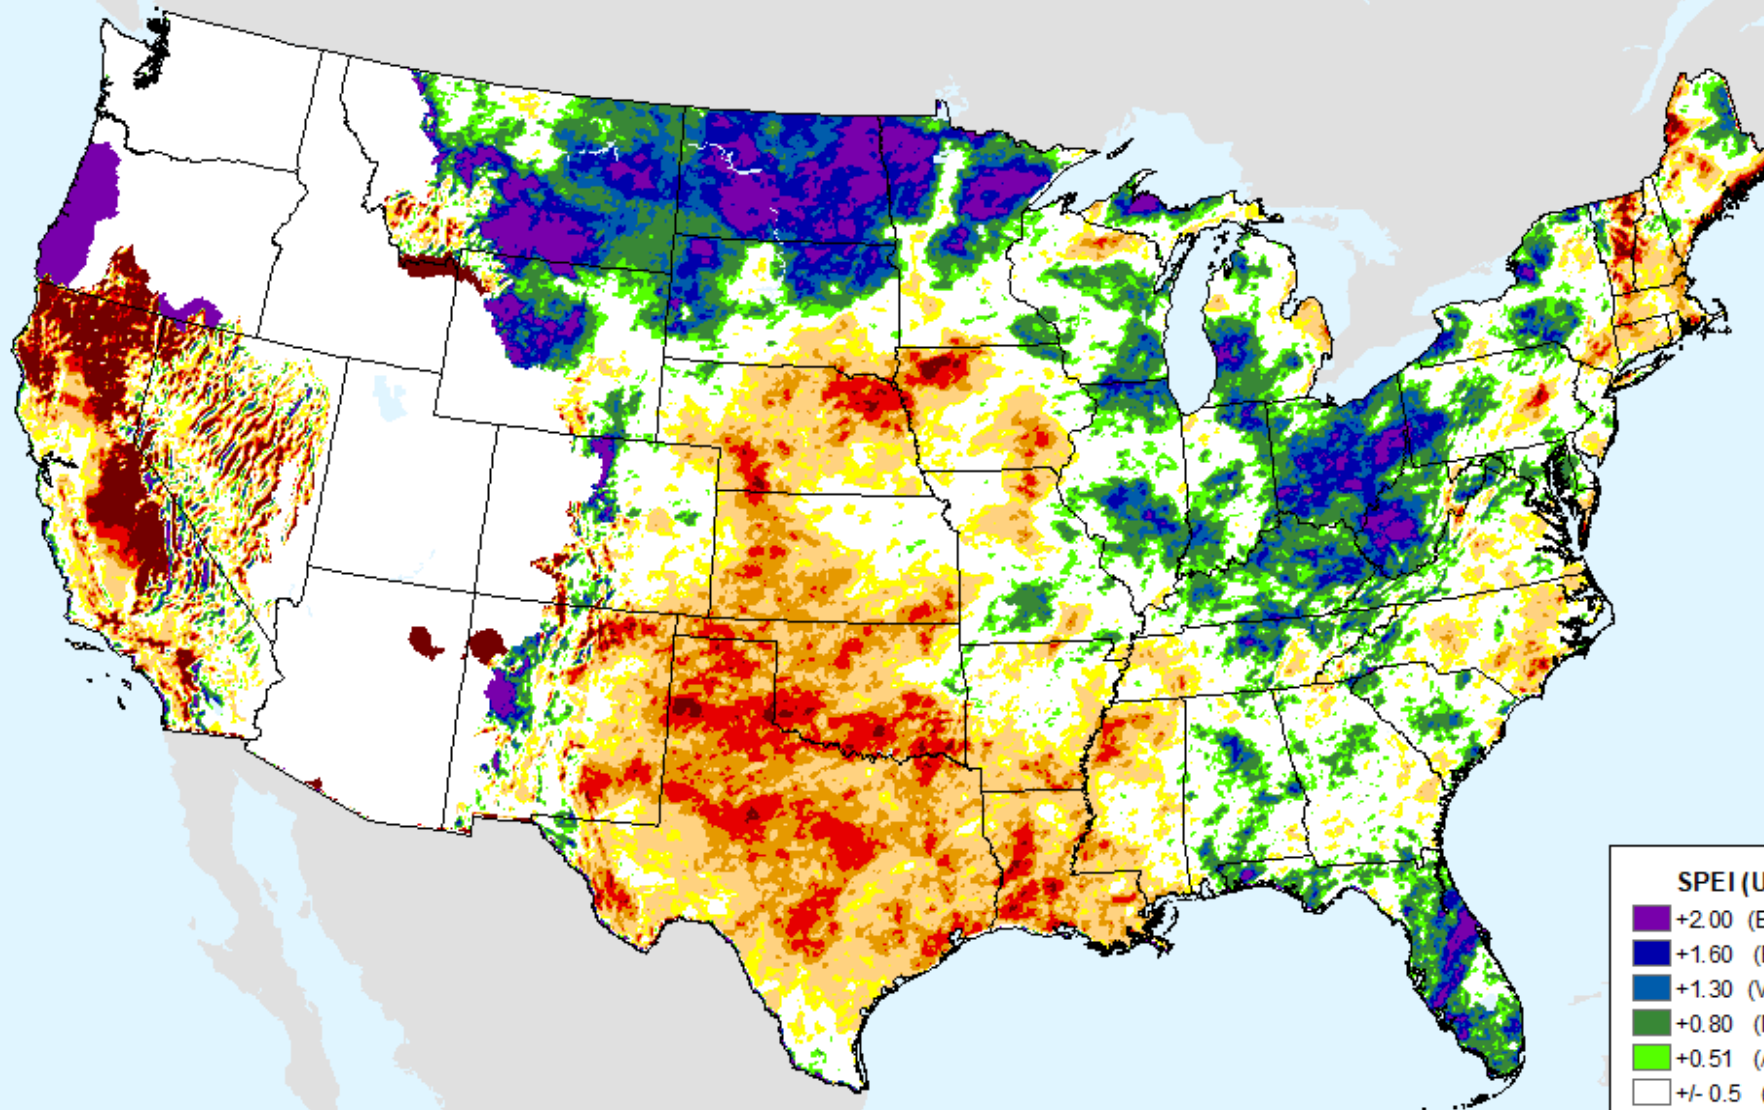 SPEI (U
+2.00 (E
+1.60 (
+1.30 (V
+0.80 (
+0.51 (
+/- 0.5 (